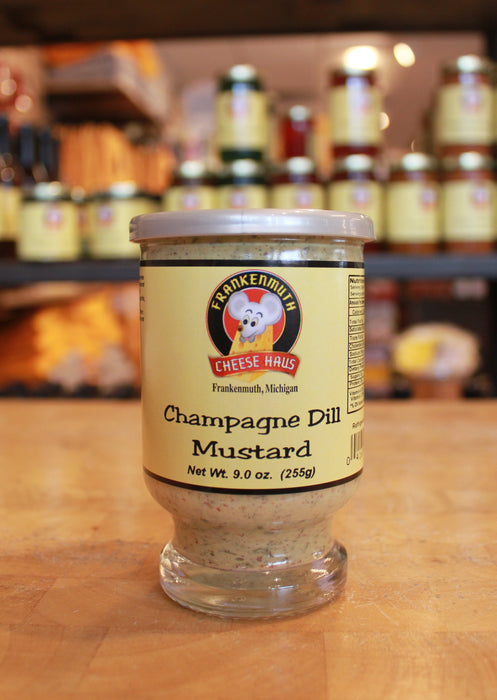 FRANKENMUTH
CHEESE HAUS
Frankenmuth, Michigan
Champagne Dill
Mustard
Net Wt. 9.0 oz. (255g)